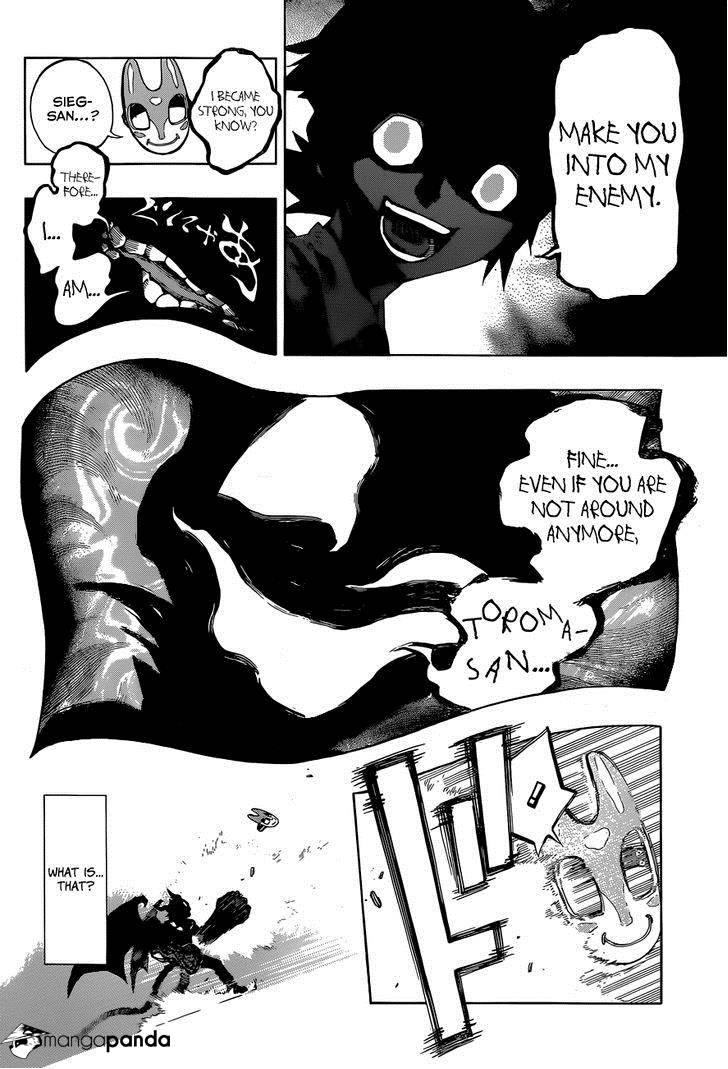 MAKE YOU
INTO MY
ENEMY.
I BECAME
STRONG, YOU
KNOW?
SIEG-
SAN...?
THERE-
FORE...
I...
AM...
FINE...
EVEN IF YOU ARE
NOT AROUND
ANYMORE,
TOROMA-
SAN...
!
ド
WHAT IS...
THAT?
mangapanda